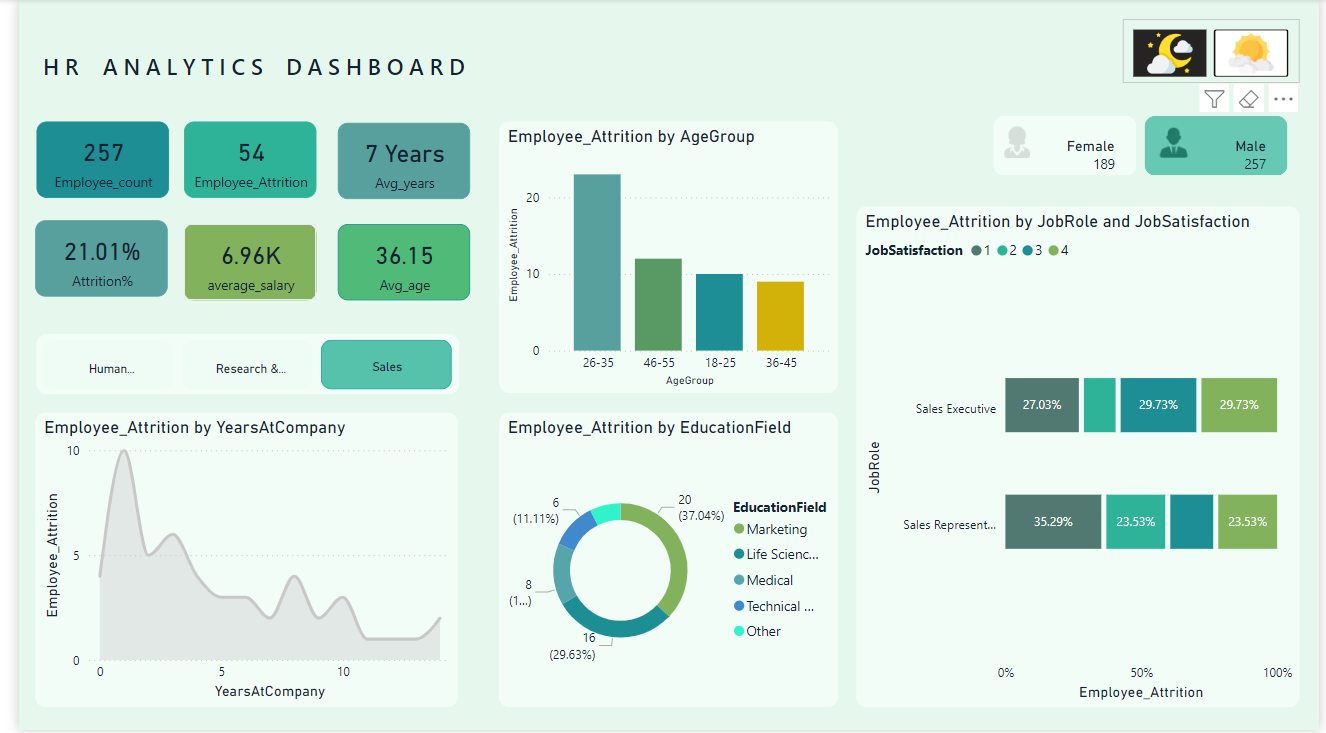 HR ANALYTICS DASHBOARD
257
Employee_count
54
Employee_Attrition
7 Years
Avg_years
21.01%
Attrition%
6.96K
average_salary
36.15
Avg_age
Human...
Research &...
Sales
Female
189
Male
257
Employee_Attrition by AgeGroup
Employee_Attrition
20
10
0
26-35
46-55
18-25
36-45
AgeGroup
Employee_Attrition by JobRole and JobSatisfaction
JobSatisfaction 1 2 3 4
JobRole
Sales Executive
27.03%
29.73%
29.73%
Sales Represent...
35.29%
23.53%
23.53%
0%
50%
100%
Employee_Attrition
Employee_Attrition by YearsAtCompany
Employee_Attrition
10
5
0
0
5
10
YearsAtCompany
Employee_Attrition by EducationField
20
(37.04%)
16
(29.63%)
8
(1...)
6
(11.11%)
EducationField
Marketing
Life Scienc...
Medical
Technical ...
Other